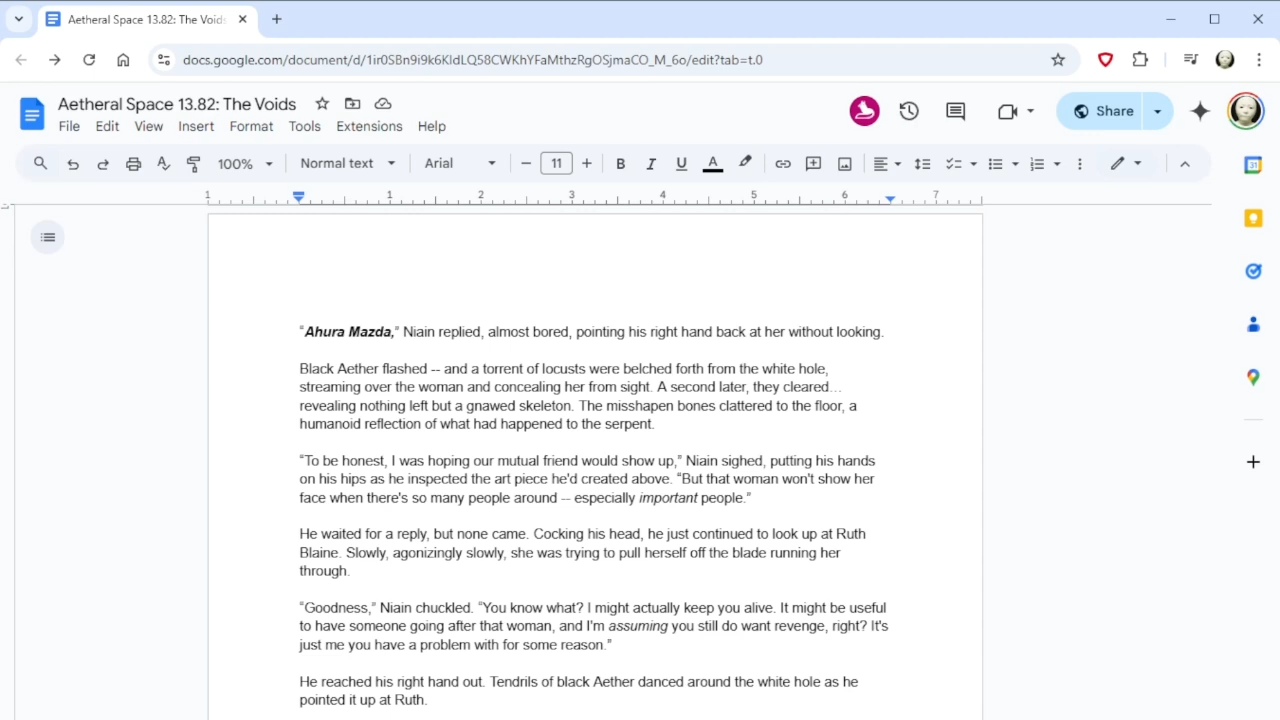 Aetheral Space 13.82: The Voids
docs.google.com/document/d/1ir0SBn9i9k6KldLQ58CWKhYFaMthzRgOSjmaCO_M_6o/edit?tab=t.0
Aetheral Space 13.82: The Voids
Share
File Edit View Insert Format Tools Extensions Help
100% Normal text Arial 11 B I U A
1 1 2 3 4 5 6 7
31
“Ahura Mazda,” Niain replied, almost bored, pointing his right hand back at her without looking.
Black Aether flashed -- and a torrent of locusts were belched forth from the white hole,
streaming over the woman and concealing her from sight. A second later, they cleared…
revealing nothing left but a gnawed skeleton. The misshapen bones clattered to the floor, a
humanoid reflection of what had happened to the serpent.
“To be honest, I was hoping our mutual friend would show up,” Niain sighed, putting his hands
on his hips as he inspected the art piece he'd created above. “But that woman won't show her
face when there's so many people around -- especially important people.”
He waited for a reply, but none came. Cocking his head, he just continued to look up at Ruth
Blaine. Slowly, agonizingly slowly, she was trying to pull herself off the blade running her
through.
“Goodness,” Niain chuckled. “You know what? I might actually keep you alive. It might be useful
to have someone going after that woman, and I'm assuming you still do want revenge, right? It's
just me you have a problem with for some reason.”
He reached his right hand out. Tendrils of black Aether danced around the white hole as he
pointed it up at Ruth.